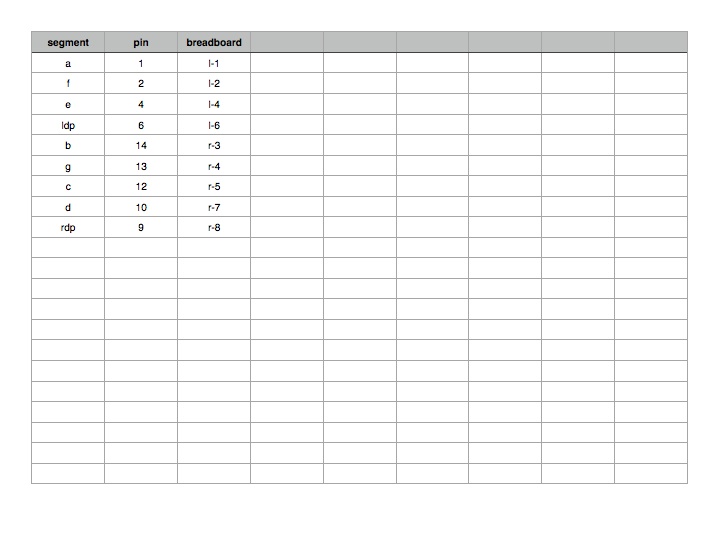 segment pin breadboard
a 1 l-1
f 2 l-2
e 4 l-4
ldp 6 l-6
b 14 r-3
g 13 r-4
c 12 r-5
d 10 r-7
rdp 9 r-8